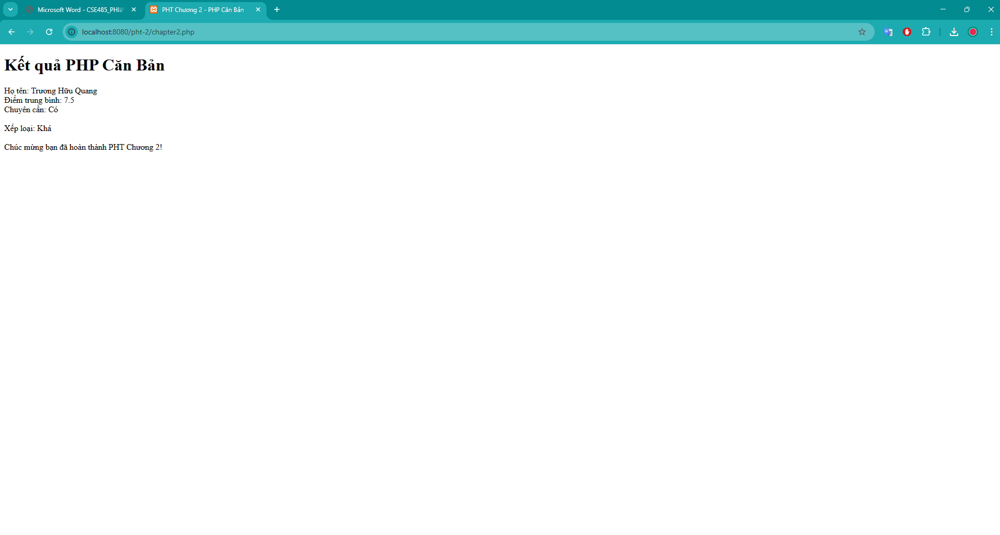 Microsoft Word - CSE485_PHIá
PHT Chương 2 - PHP Căn Bản
localhost:8080/pht-2/chapter2.php
Kết quả PHP Căn Bản
Họ tên: Trương Hữu Quang
Điểm trung bình: 7.5
Chuyên cần: Có
Xếp loại: Khá
Chúc mừng bạn đã hoàn thành PHT Chương 2!